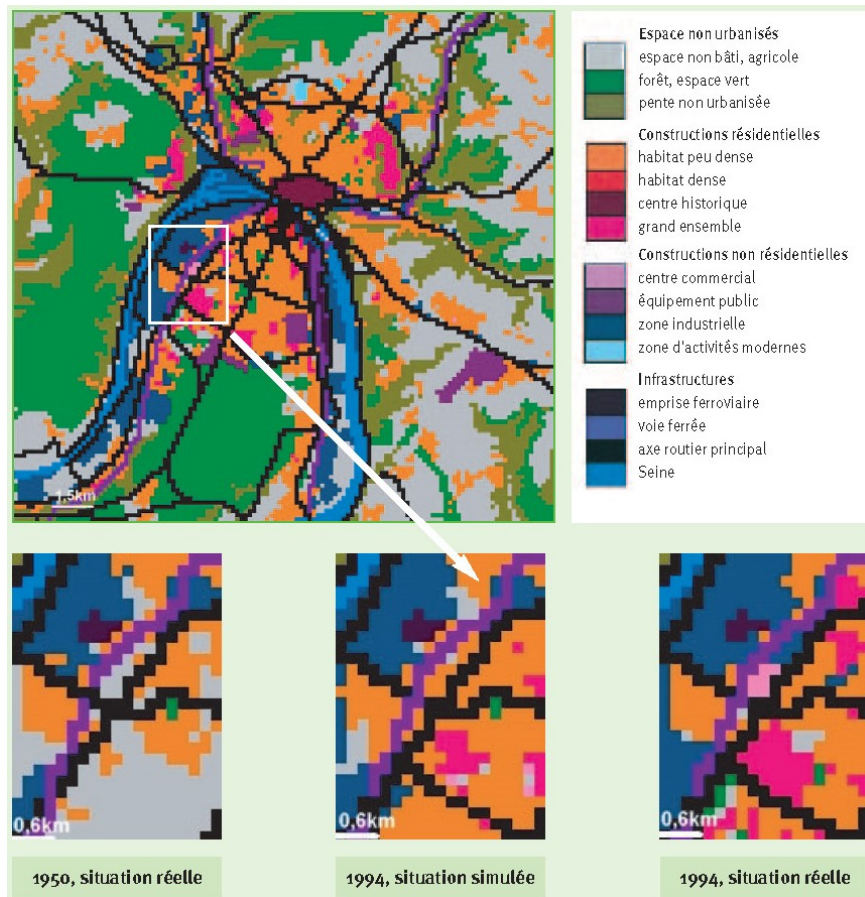 Espace non urbanisés
espace non bâti, agricole
forêt, espace vert
pente non urbanisée
Constructions résidentielles
habitat peu dense
habitat dense
centre historique
grand ensemble
Constructions non résidentielles
centre commercial
équipement public
zone industrielle
zone d'activités modernes
Infrastructures
emprise ferroviaire
voie ferrée
axe routier principal
Seine
1,5km
0,6km
0,6km
0,6km
1950, situation réelle
1994, situation simulée
1994, situation réelle